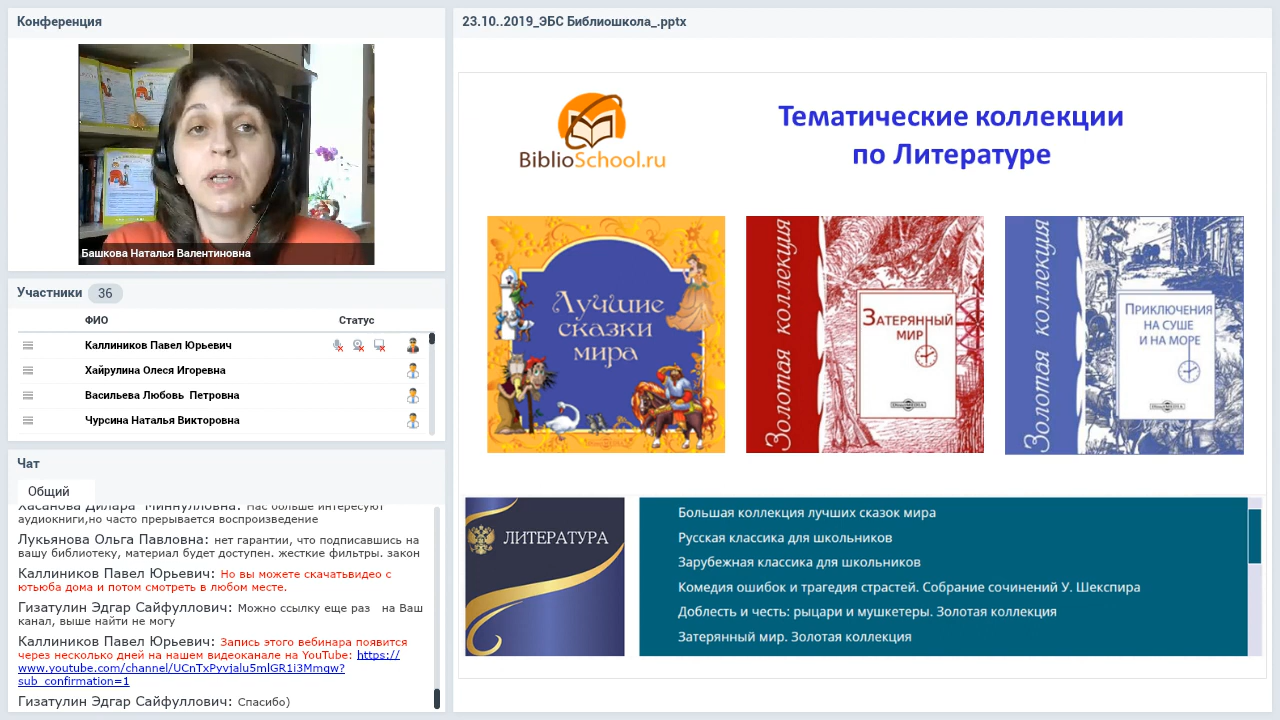 Конференция
Башкова Наталья Валентиновна
Участники 36
ФИО Статус
Каллиников Павел Юрьевич
Хайрулина Олеся Игоревна
Васильева Любовь Петровна
Чурсина Наталья Викторовна
Чат
Общий
Хасанова Дилара Миннулловна: Нас больше интересуют
аудиокниги,но часто прерывается воспроизведение
Лукьянова Ольга Павловна: нет гарантии, что подписавшись на
вашу библиотеку, материал будет доступен. жесткие фильтры. закон
Каллиников Павел Юрьевич: Но вы можете скачатьвидео с
ютьюба дома и потом смотреть в любом месте.
Гизатулин Эдгар Сайфуллович: Можно ссылку еще раз на Ваш
канал, выше найти не могу
Каллиников Павел Юрьевич: Запись этого вебинара появится
через несколько дней на нашем видеоканале на YouTube: https://
www.youtube.com/channel/UCnTxPyvjalu5mlGR1i3Mmqw?
sub_confirmation=1
Гизатулин Эдгар Сайфуллович: Спасибо)
23.10..2019_ЭБС Библиошкола_.pptx
BiblioSchool.ru
Тематические коллекции
по Литературе
Лучшие
сказки
мира
Золотая коллекция
Затерянный
мир
Золотая коллекция
Приключения
на суше
и на море
ЛИТЕРАТУРА
Большая коллекция лучших сказок мира
Русская классика для школьников
Зарубежная классика для школьников
Комедия ошибок и трагедия страстей. Собрание сочинений У. Шекспира
Доблесть и честь: рыцари и мушкетеры. Золотая коллекция
Затерянный мир. Золотая коллекция